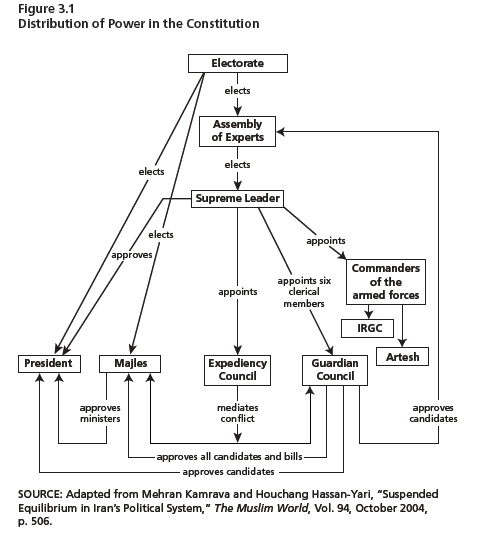 Figure 3.1
Distribution of Power in the Constitution
Electorate
elects
Assembly
of Experts
elects
elects
Supreme Leader
elects
appoints
approves
Commanders
of the
armed forces
appoints
appoints six
clerical
members
IRGC
Artesh
President
Majles
Expediency
Council
Guardian
Council
approves
ministers
mediates
conflict
approves
candidates
approves all candidates and bills
approves candidates
SOURCE: Adapted from Mehran Kamrava and Houchang Hassan-Yari, "Suspended
Equilibrium in Iran's Political System," The Muslim World, Vol. 94, October 2004,
p. 506.